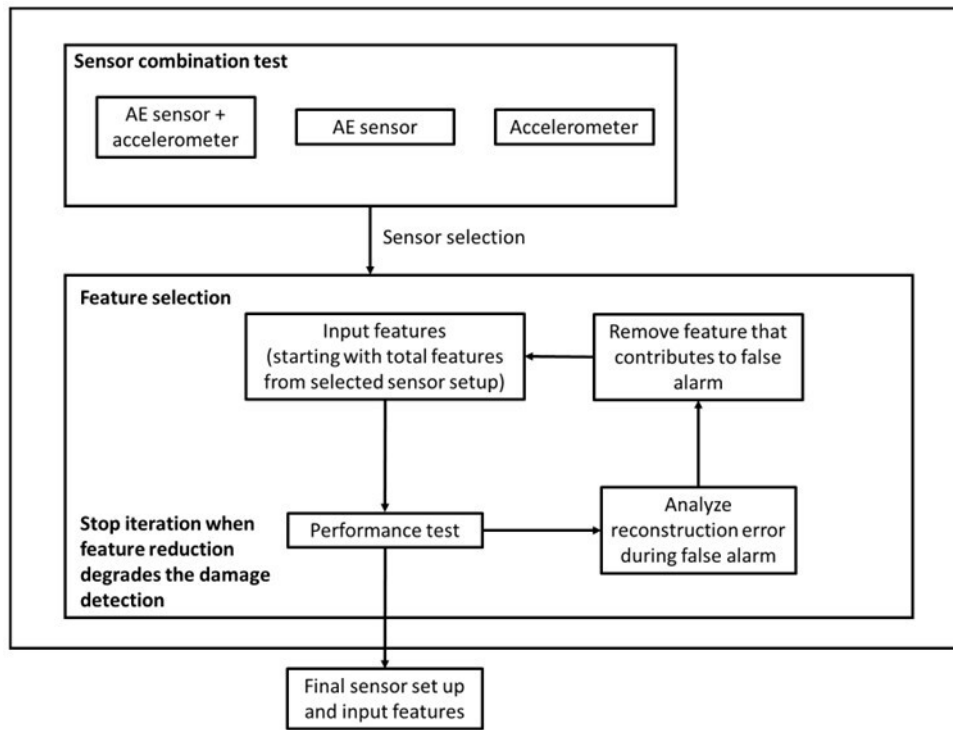 Sensor combination test
AE sensor +
accelerometer
AE sensor
Accelerometer
Sensor selection
Feature selection
Input features
(starting with total features
from selected sensor setup)
Remove feature that
contributes to false
alarm
Stop iteration when
feature reduction
degrades the damage
detection
Performance test
Analyze
reconstruction error
during false alarm
Final sensor set up
and input features